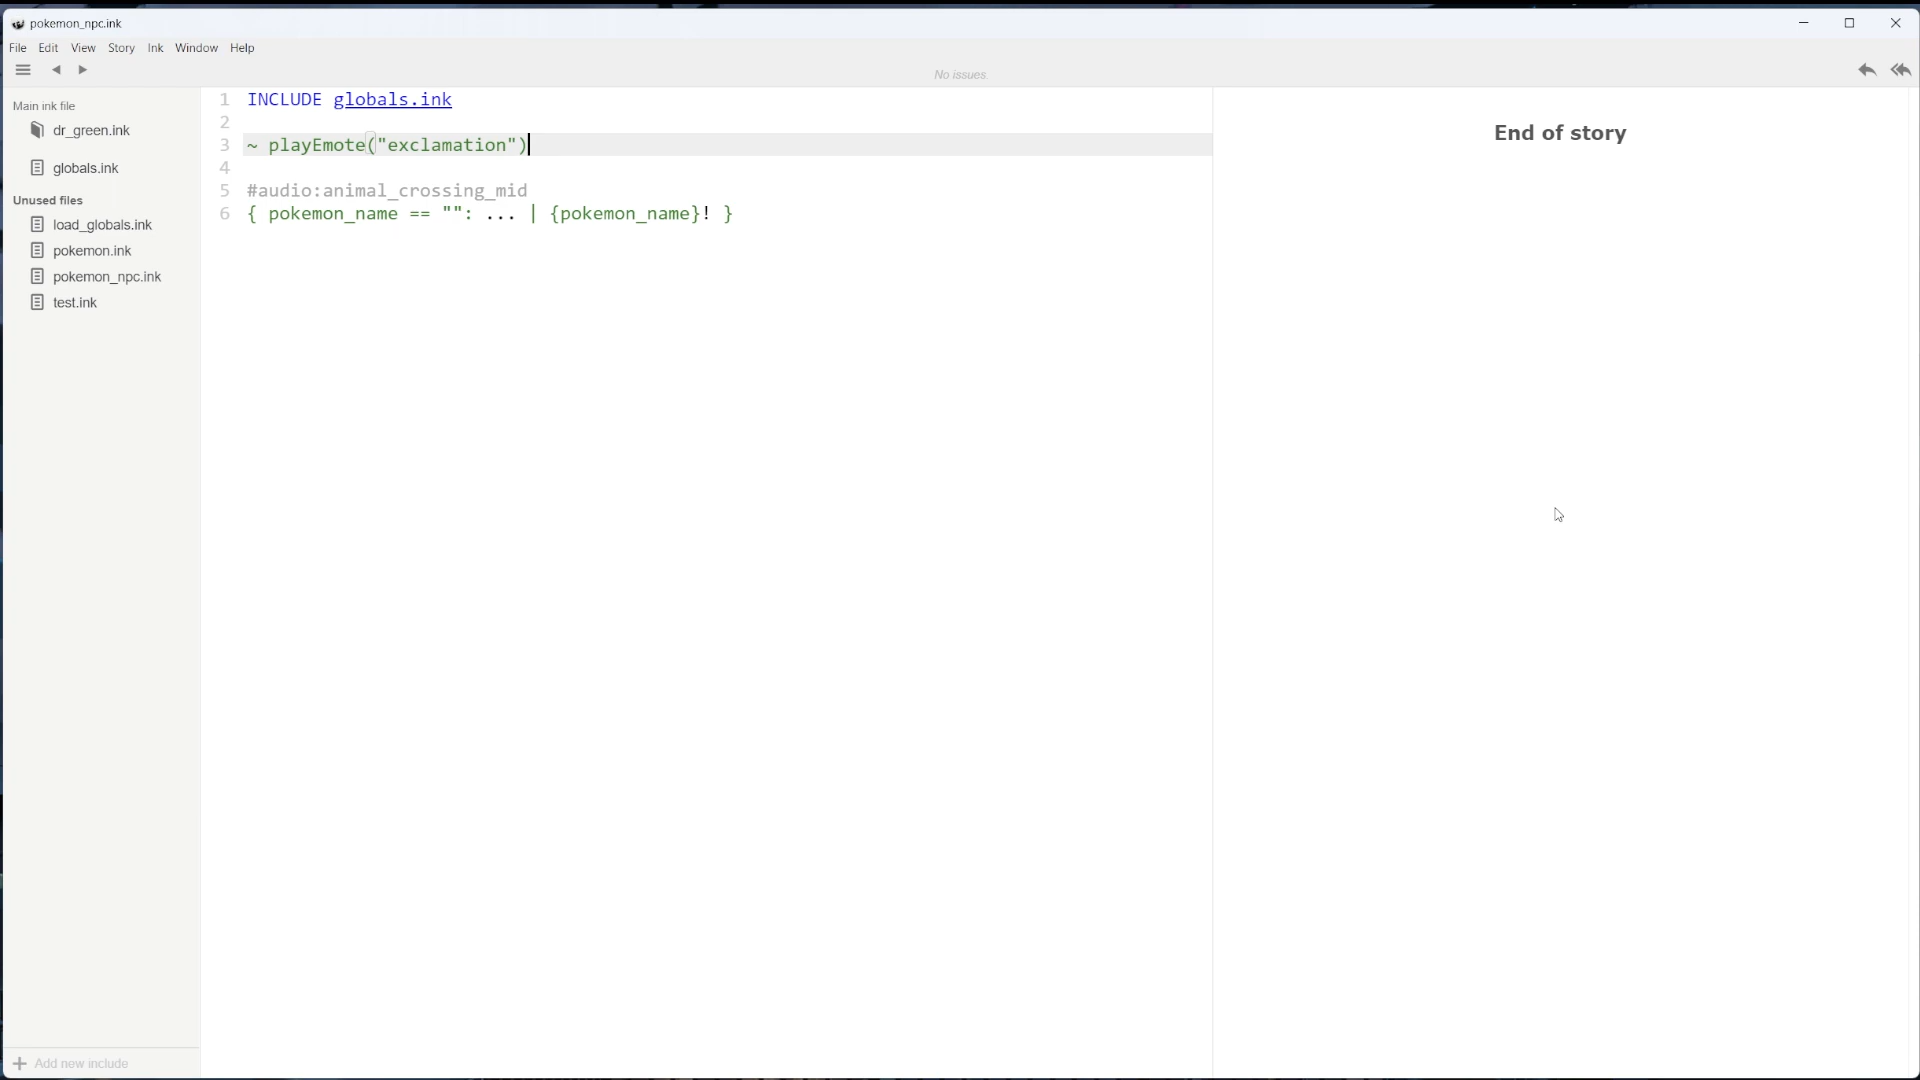 pokemon_npc.ink
File Edit View Story Ink Window Help
No issues.
Main ink file
dr_green.ink
globals.ink
Unused files
load_globals.ink
pokemon.ink
pokemon_npc.ink
test.ink
Add new include
1 INCLUDE globals.ink
2
3 ~ playEmote("exclamation")
4
5 #audio:animal_crossing_mid
6 { pokemon_name == "": ... | {pokemon_name}! }
End of story